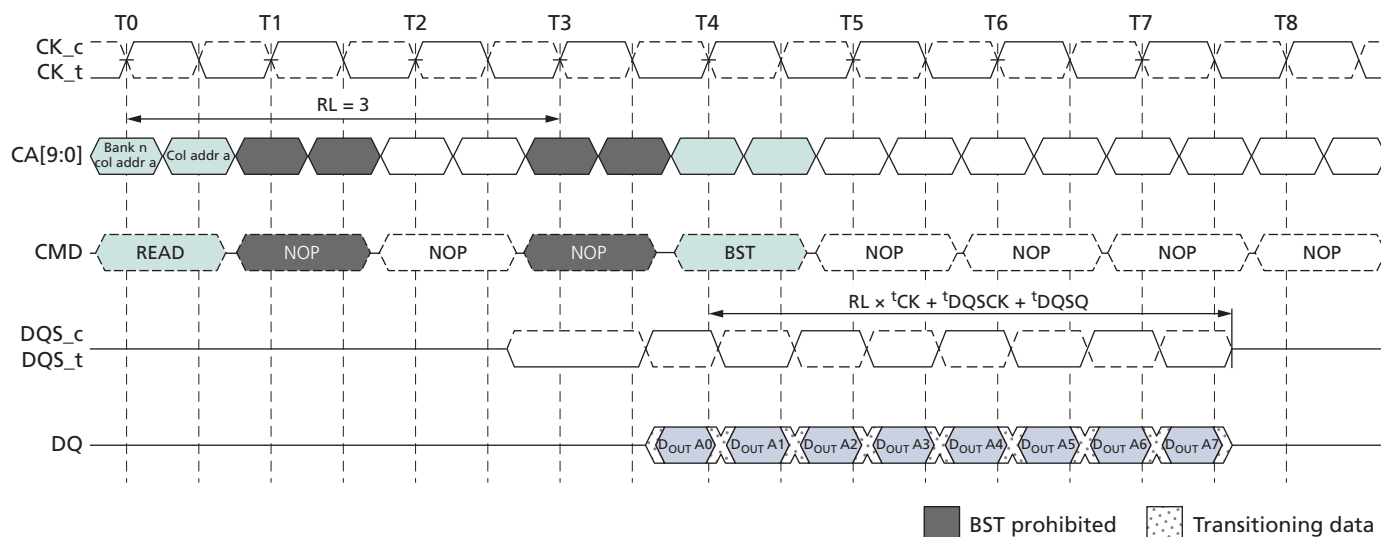 T0 T1 T2 T3 T4 T5 T6 T7 T8
CK_c
CK_t
RL = 3
CA[9:0]
Bank n
col addr a
Col addr a
CMD
READ NOP NOP NOP BST NOP NOP NOP NOP
RL × tCK + tDQSCK + tDQSQ
DQS_c
DQS_t
DQ
DOUT A0 DOUT A1 DOUT A2 DOUT A3 DOUT A4 DOUT A5 DOUT A6 DOUT A7
BST prohibited
Transitioning data